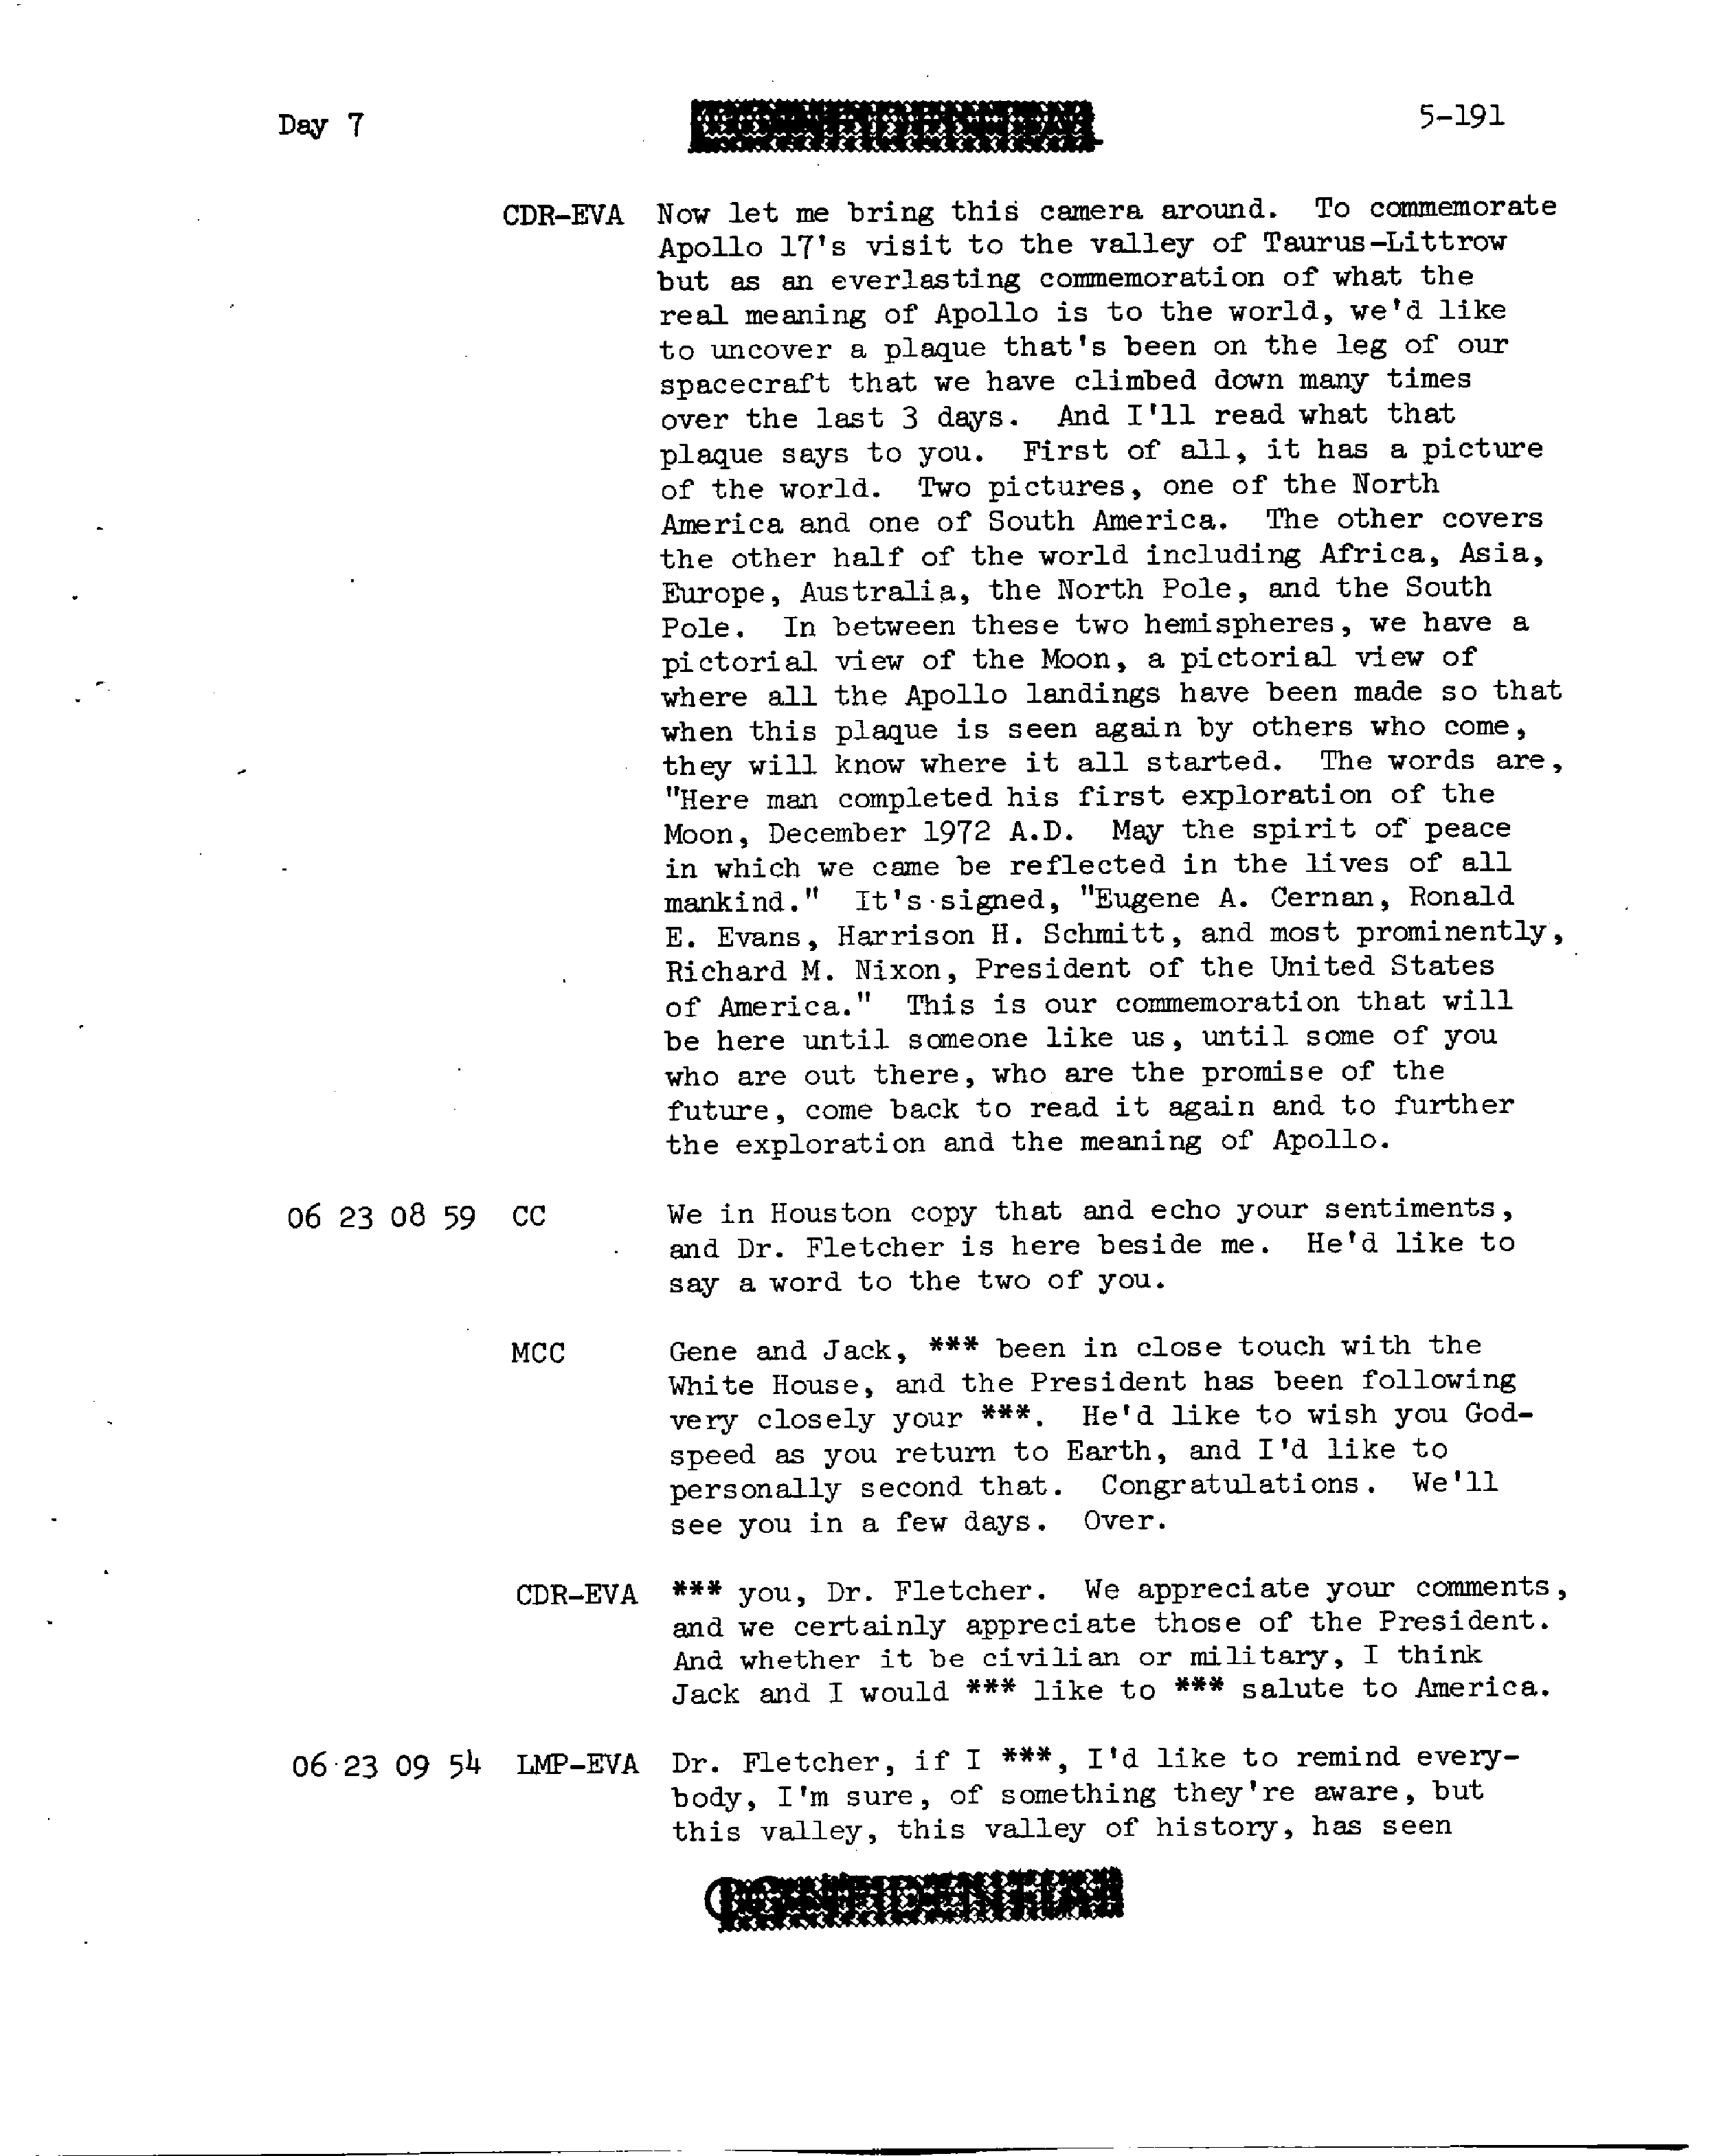 Day 7
CONFIDENTIAL
5-191
CDR-EVA Now let me bring this camera around. To commemorate
Apollo 17's visit to the valley of Taurus-Littrow
but as an everlasting commemoration of what the
real meaning of Apollo is to the world, we'd like
to uncover a plaque that's been on the leg of our
spacecraft that we have climbed down many times
over the last 3 days. And I'll read what that
plaque says to you. First of all, it has a picture
of the world. Two pictures, one of the North
America and one of South America. The other covers
the other half of the world including Africa, Asia,
Europe, Australia, the North Pole, and the South
Pole. In between these two hemispheres, we have a
pictorial view of the Moon, a pictorial view of
where all the Apollo landings have been made so that
when this plaque is seen again by others who come,
they will know where it all started. The words are,
"Here man completed his first exploration of the
Moon, December 1972 A.D. May the spirit of peace
in which we came be reflected in the lives of all
mankind." It's signed, "Eugene A. Cernan, Ronald
E. Evans, Harrison H. Schmitt, and most prominently,
Richard M. Nixon, President of the United States
of America." This is our commemoration that will
be here until someone like us, until some of you
who are out there, who are the promise of the
future, come back to read it again and to further
the exploration and the meaning of Apollo.
06 23 08 59 CC We in Houston copy that and echo your sentiments,
and Dr. Fletcher is here beside me. He'd like to
say a word to the two of you.
MCC Gene and Jack, *** been in close touch with the
White House, and the President has been following
very closely your ***. He'd like to wish you God-
speed as you return to Earth, and I'd like to
personally second that. Congratulations. We'll
see you in a few days. Over.
CDR-EVA *** you, Dr. Fletcher. We appreciate your comments,
and we certainly appreciate those of the President.
And whether it be civilian or military, I think
Jack and I would *** like to *** salute to America.
06 23 09 54 LMP-EVA Dr. Fletcher, if I ***, I'd like to remind every-
body, I'm sure, of something they're aware, but
this valley, this valley of history, has seen
CONFIDENTIAL